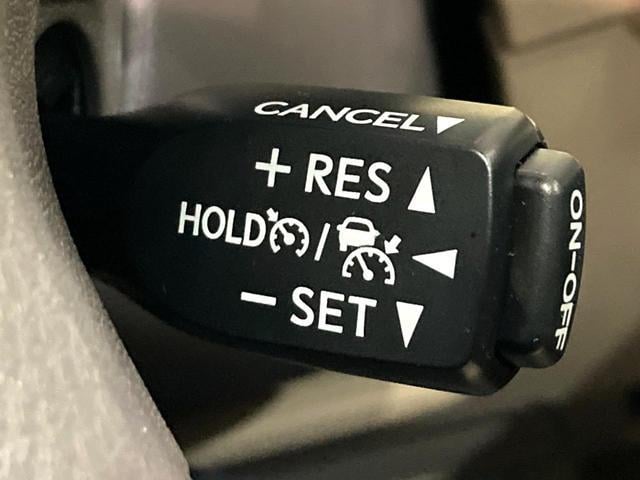 CANCEL▼
+ RES ▲
HOLD / ◀
− SET ▼
ON-OFF